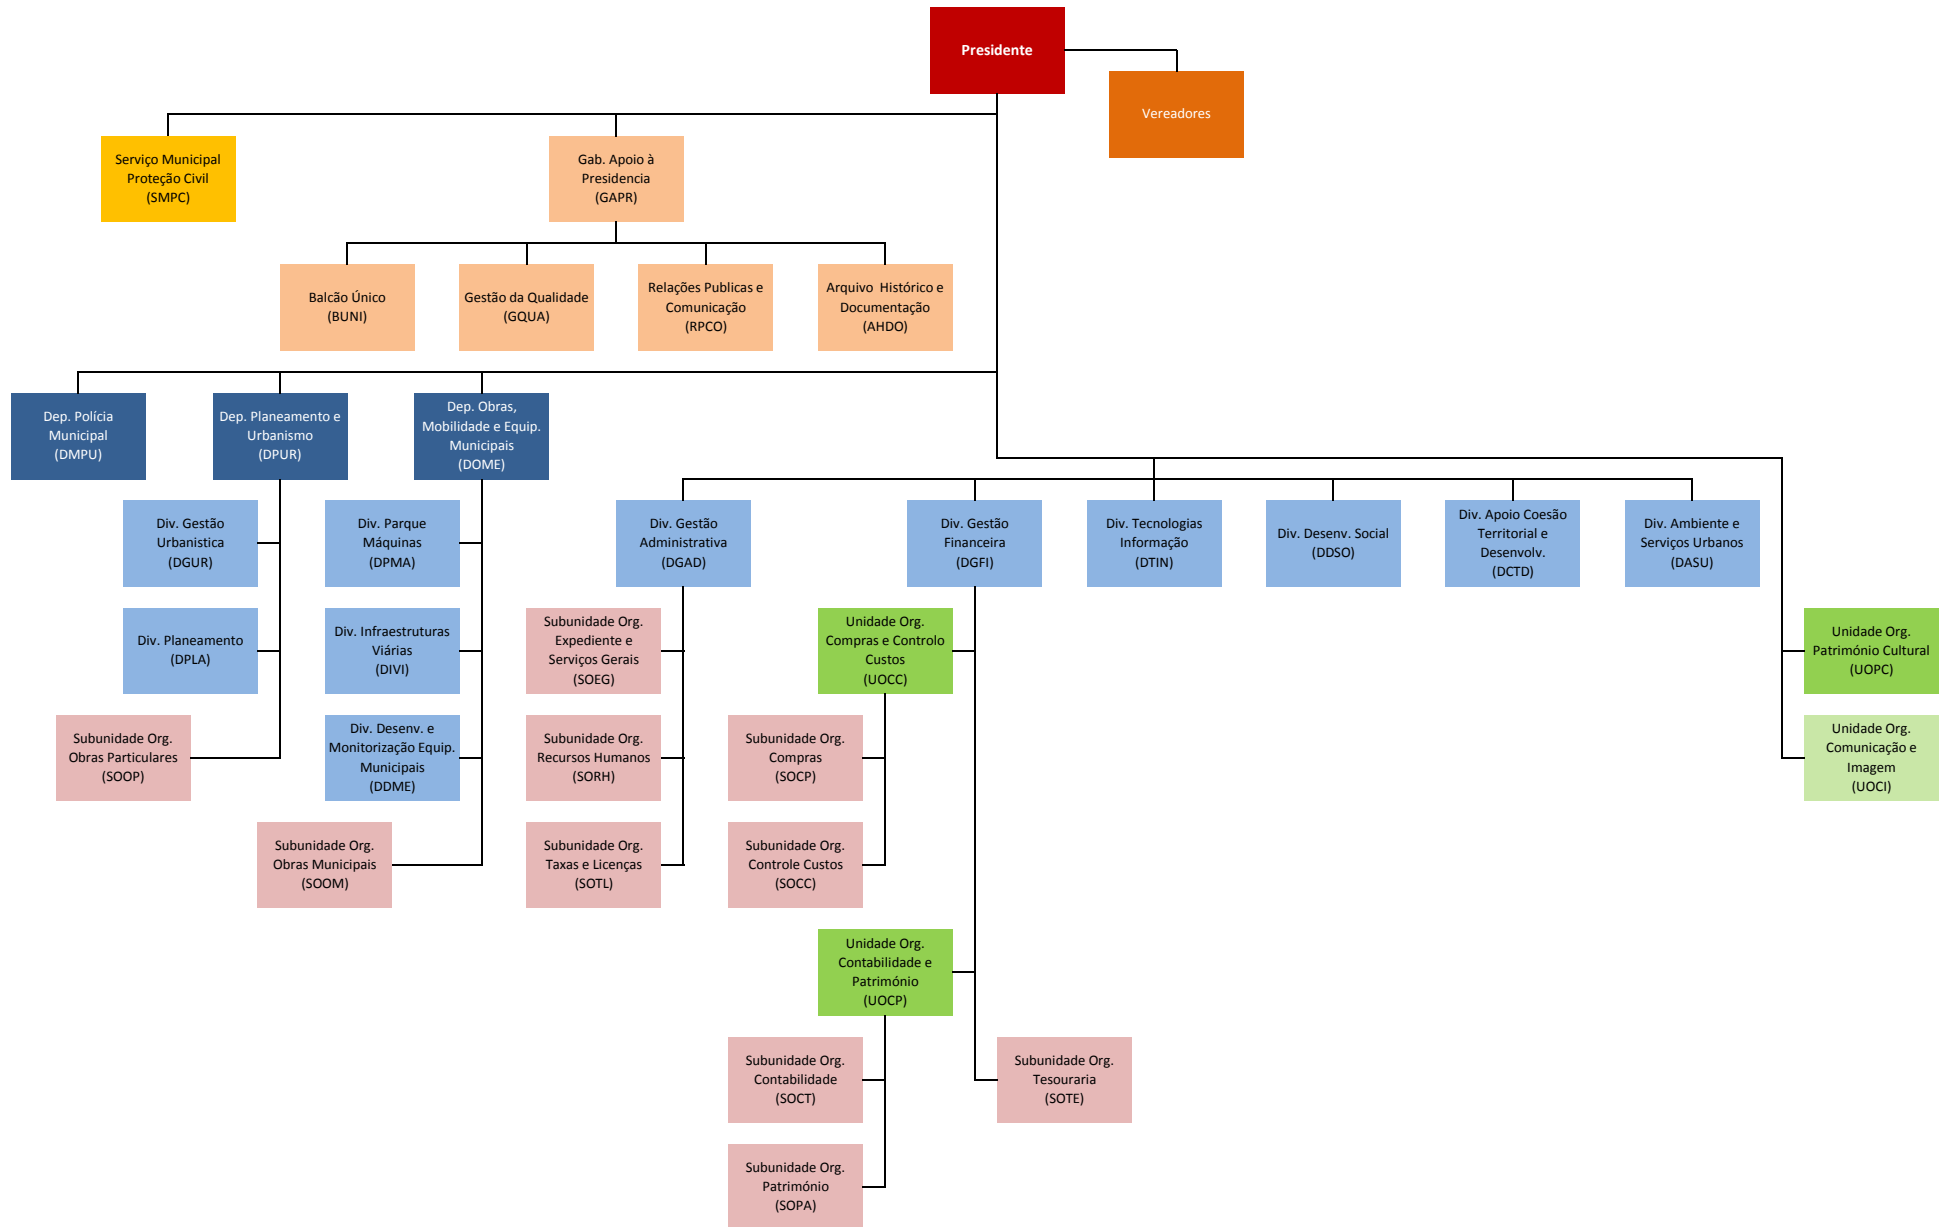 Presidente
Vereadores
Serviço Municipal
Proteção Civil
(SMPC)
Gab. Apoio à
Presidencia
(GAPR)
Balcão Único
(BUNI)
Gestão da Qualidade
(GQUA)
Relações Publicas e
Comunicação
(RPCO)
Arquivo Histórico e
Documentação
(AHDO)
Dep. Polícia
Municipal
(DMPU)
Dep. Planeamento e
Urbanismo
(DPUR)
Dep. Obras,
Mobilidade e Equip.
Municipais
(DOME)
Div. Gestão
Urbanistica
(DGUR)
Div. Parque
Máquinas
(DPMA)
Div. Gestão
Administrativa
(DGAD)
Div. Gestão
Financeira
(DGFI)
Div. Tecnologias
Informação
(DTIN)
Div. Desenv. Social
(DDSO)
Div. Apoio Coesão
Territorial e
Desenvolv.
(DCTD)
Div. Ambiente e
Serviços Urbanos
(DASU)
Div. Planeamento
(DPLA)
Div. Infraestruturas
Viárias
(DIVI)
Subunidade Org.
Expediente e
Serviços Gerais
(SOEG)
Unidade Org.
Compras e Controlo
Custos
(UOCC)
Unidade Org.
Património Cultural
(UOPC)
Subunidade Org.
Obras Particulares
(SOOP)
Div. Desenv. e
Monitorização Equip.
Municipais
(DDME)
Subunidade Org.
Recursos Humanos
(SORH)
Subunidade Org.
Compras
(SOCP)
Unidade Org.
Comunicação e
Imagem
(UOCI)
Subunidade Org.
Obras Municipais
(SOOM)
Subunidade Org.
Taxas e Licenças
(SOTL)
Subunidade Org.
Controle Custos
(SOCC)
Unidade Org.
Contabilidade e
Património
(UOCP)
Subunidade Org.
Contabilidade
(SOCT)
Subunidade Org.
Tesouraria
(SOTE)
Subunidade Org.
Património
(SOPA)